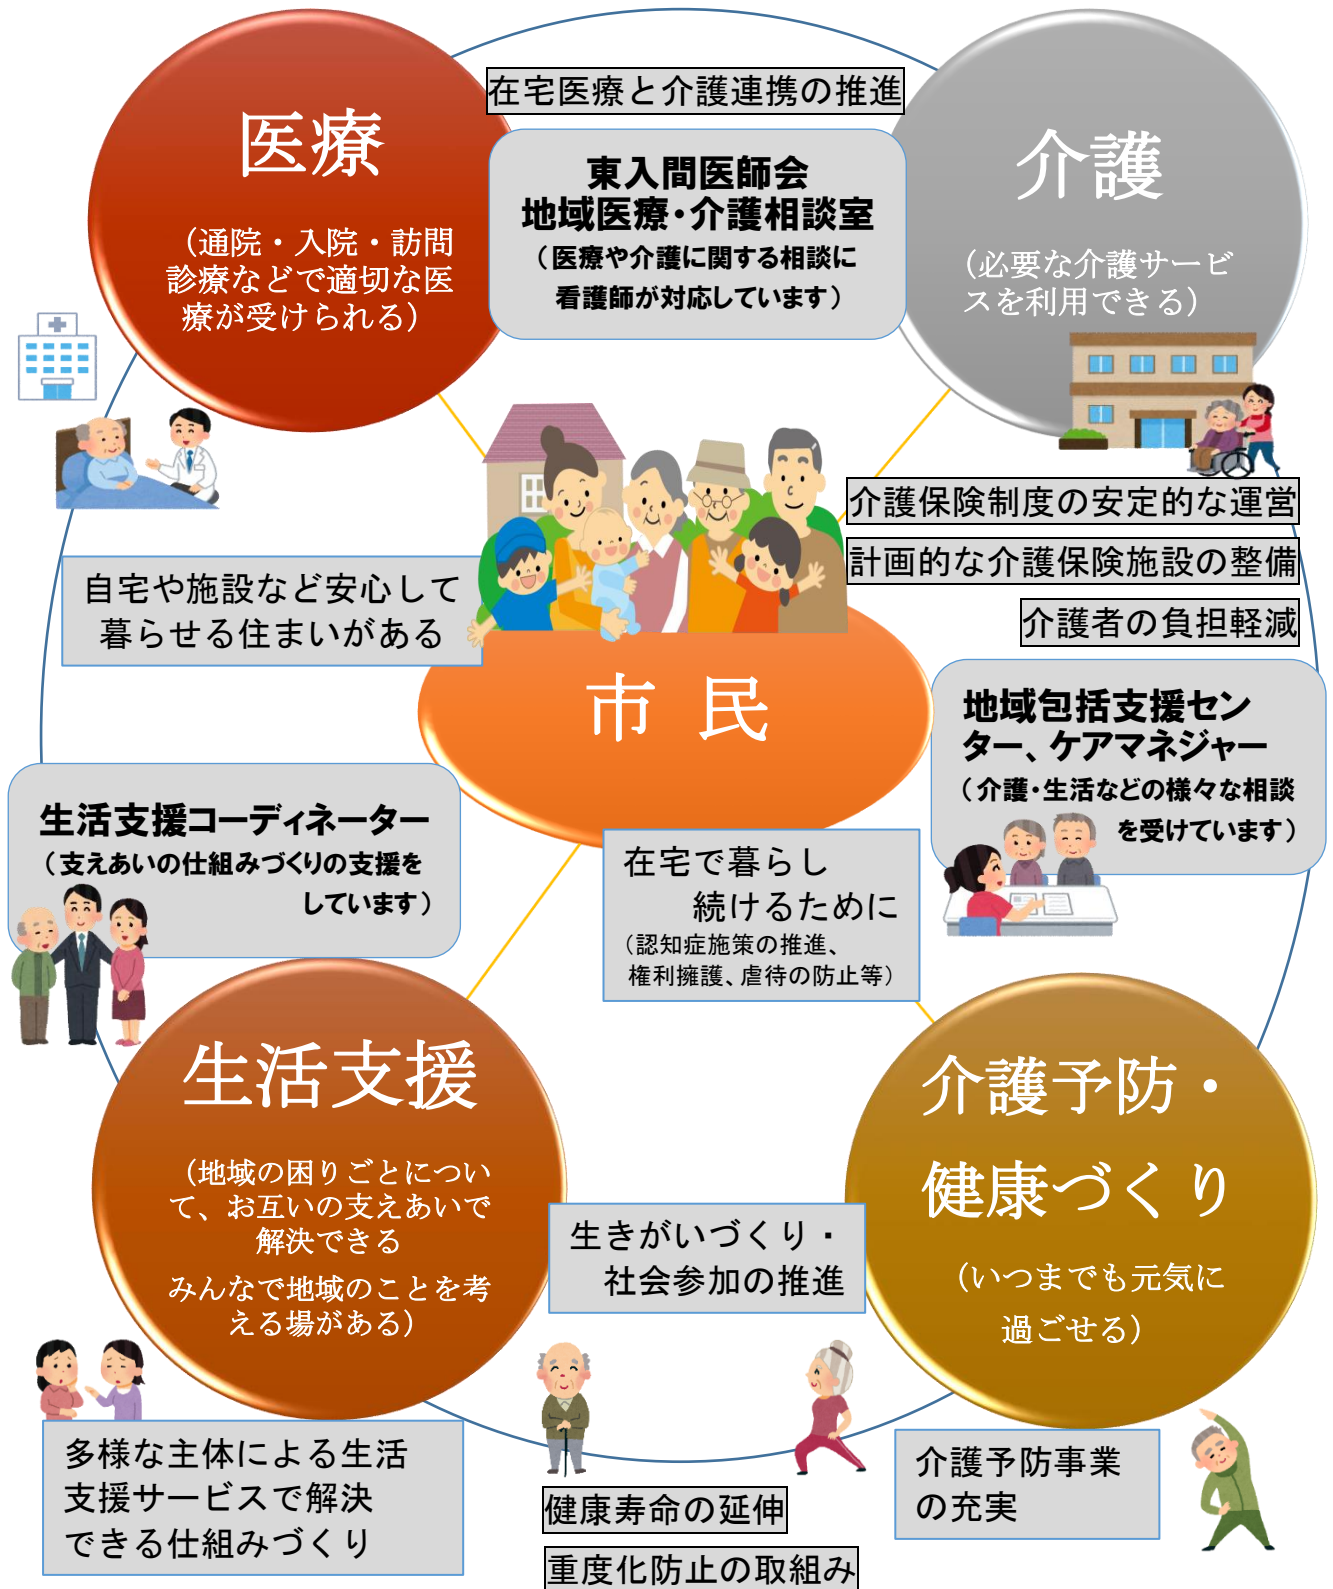 在宅医療と介護連携の推進
医療
(通院・入院・訪問
診療などで適切な医
療が受けられる)
東入間医師会
地域医療・介護相談室
(医療や介護に関する相談に
看護師が対応しています)
介護
(必要な介護サービ
スを利用できる)
介護保険制度の安定的な運営
計画的な介護保険施設の整備
介護者の負担軽減
自宅や施設など安心して
暮らせる住まいがある
市 民
地域包括支援セン
ター、ケアマネジャー
(介護・生活などの様々な相談
を受けています)
生活支援コーディネーター
(支えあいの仕組みづくりの支援を
しています)
在宅で暮らし
続けるために
(認知症施策の推進、
権利擁護、虐待の防止等)
生活支援
(地域の困りごとについ
て、お互いの支えあいで
解決できる
みんなで地域のことを考
える場がある)
介護予防・
健康づくり
(いつまでも元気に
過ごせる)
生きがいづくり・
社会参加の推進
多様な主体による生活
支援サービスで解決
できる仕組みづくり
健康寿命の延伸
重度化防止の取組み
介護予防事業
の充実